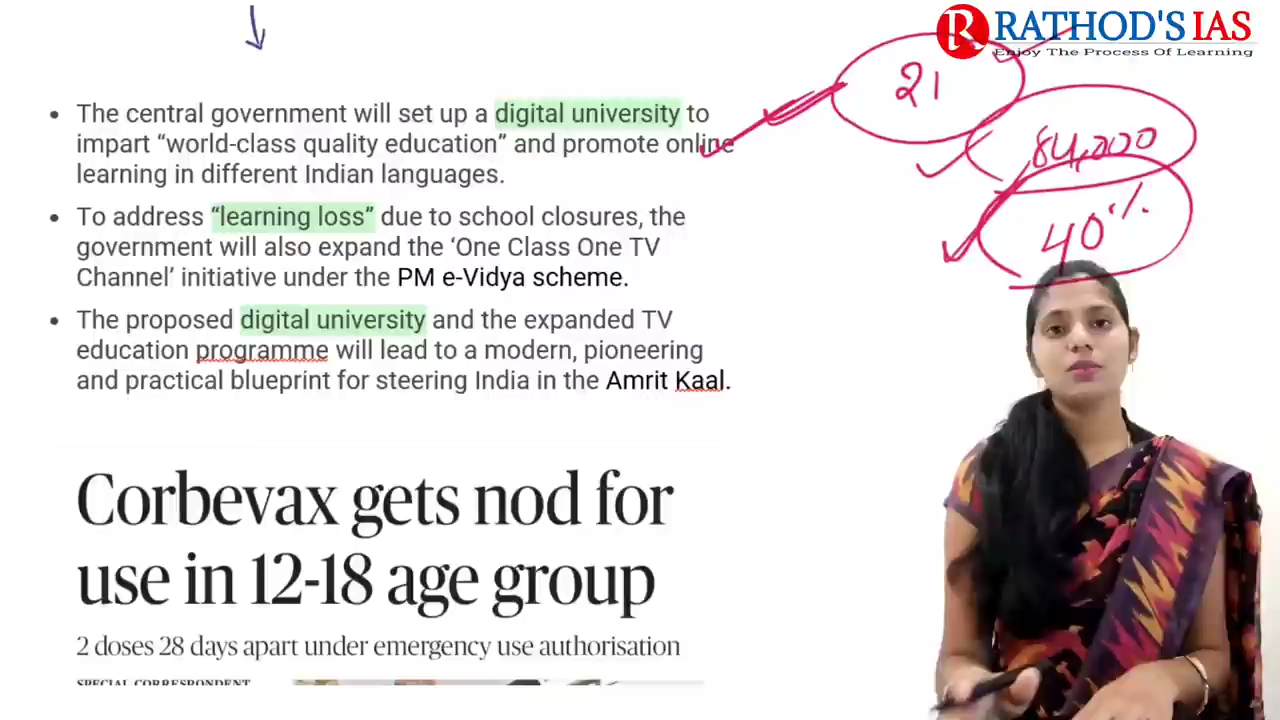 RATHOD'S IAS
Enjoy The Process Of Learning
21
84,000
40%
• The central government will set up a digital university to
impart “world-class quality education” and promote online
learning in different Indian languages.
• To address “learning loss” due to school closures, the
government will also expand the ‘One Class One TV
Channel’ initiative under the PM e-Vidya scheme.
• The proposed digital university and the expanded TV
education programme will lead to a modern, pioneering
and practical blueprint for steering India in the Amrit Kaal.
Corbevax gets nod for
use in 12-18 age group
2 doses 28 days apart under emergency use authorisation
SPECIAL CORRESPONDENT